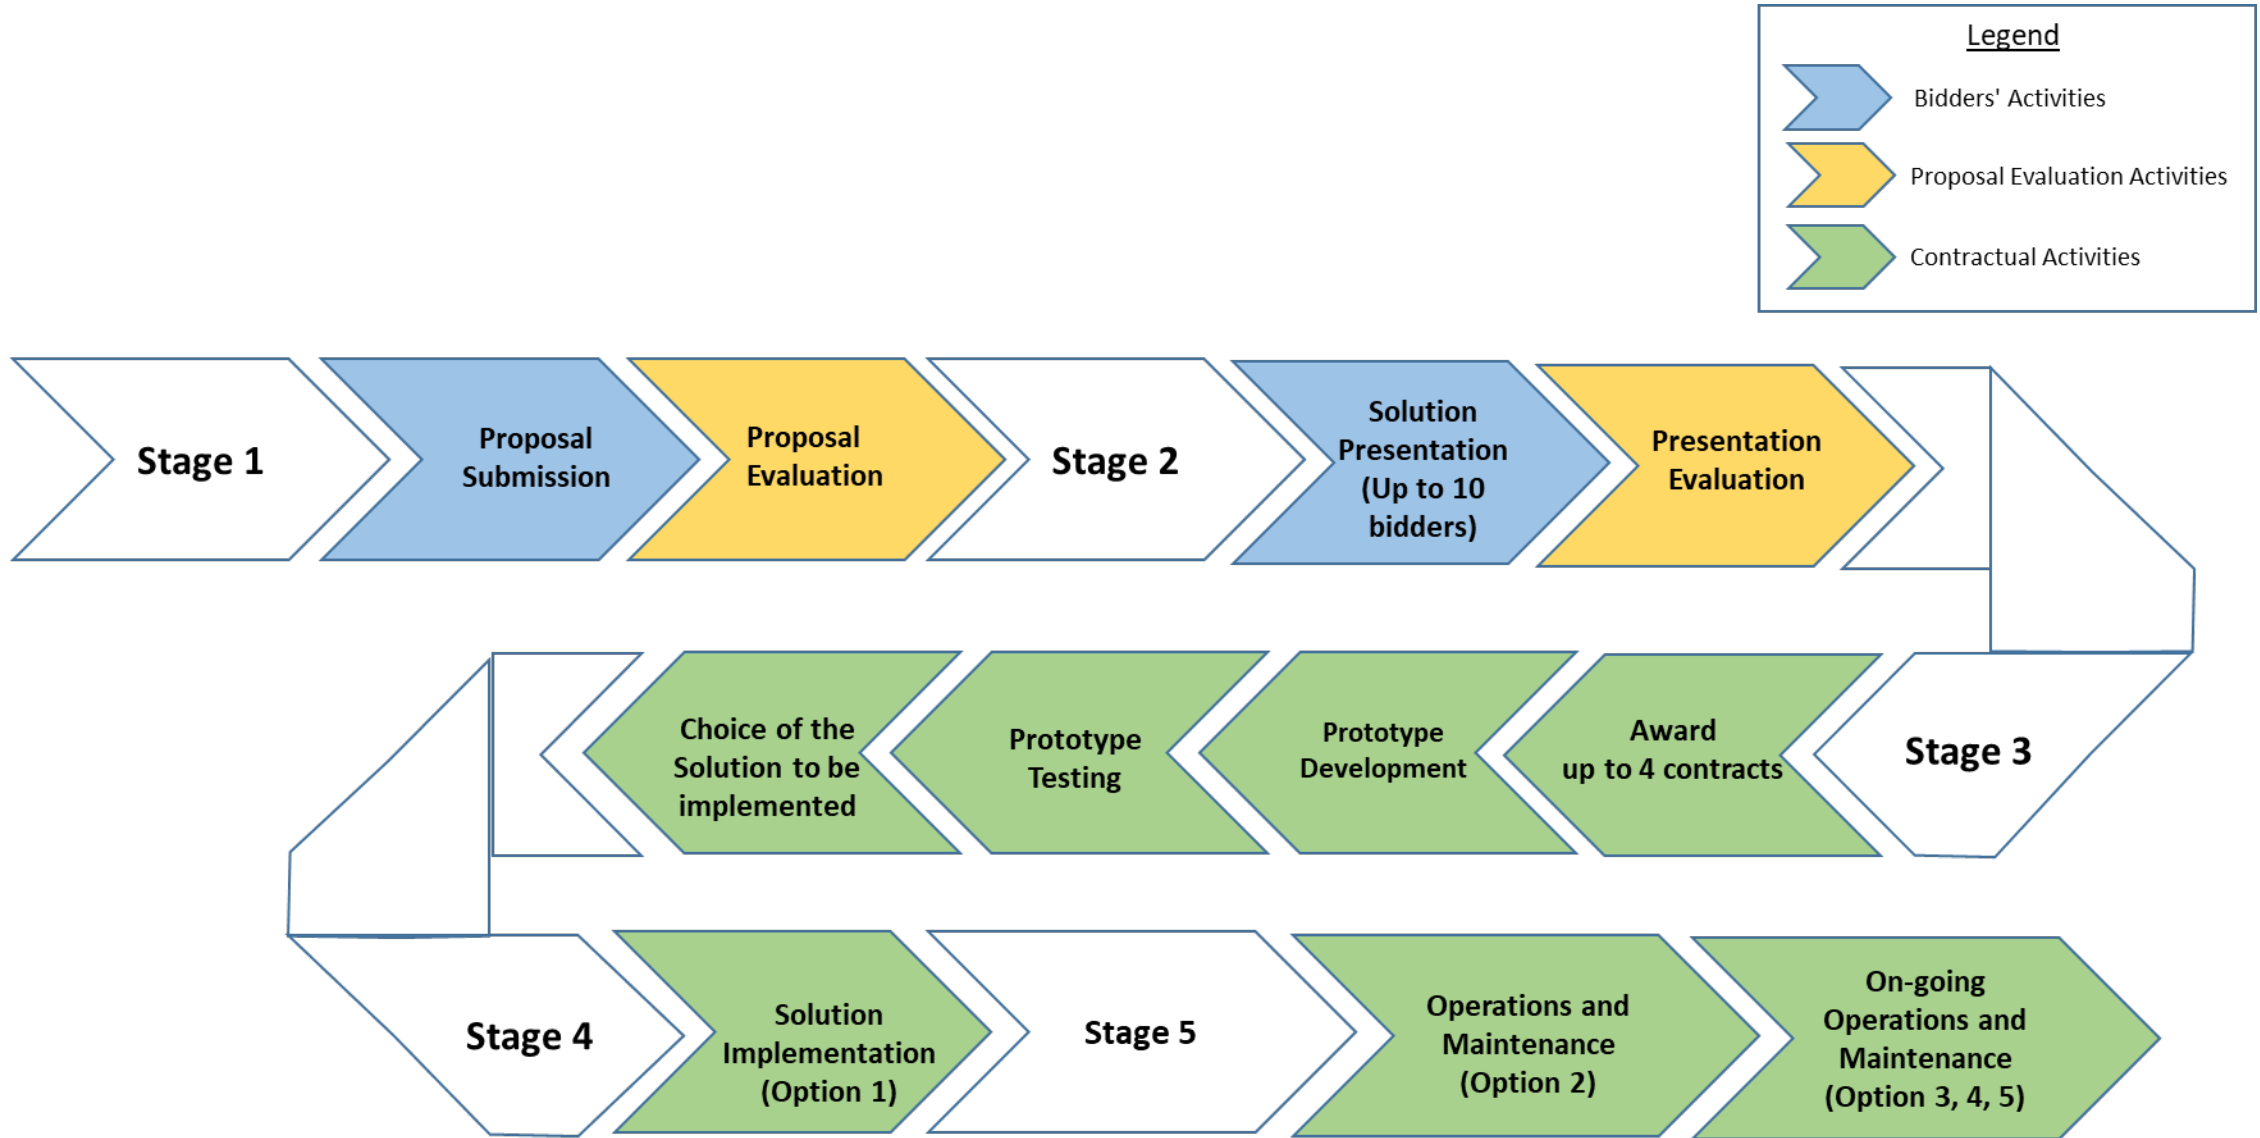 Legend
Bidders' Activities
Proposal Evaluation Activities
Contractual Activities
Stage 1
Proposal
Submission
Proposal
Evaluation
Stage 2
Solution
Presentation
(Up to 10
bidders)
Presentation
Evaluation
Stage 3
Award
up to 4 contracts
Prototype
Development
Prototype
Testing
Choice of the
Solution to be
implemented
Stage 4
Solution
Implementation
(Option 1)
Stage 5
Operations and
Maintenance
(Option 2)
On-going
Operations and
Maintenance
(Option 3, 4, 5)